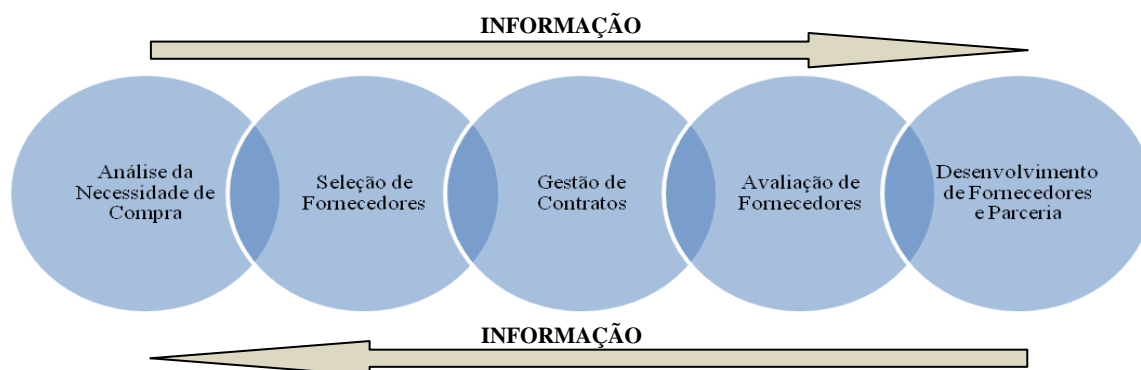 INFORMAÇÃO
Análise da
Necessidade de
Compra
Seleção de
Fornecedores
Gestão de
Contratos
Avaliação de
Fornecedores
Desenvolvimento
de Fornecedores
e Parceria
INFORMAÇÃO